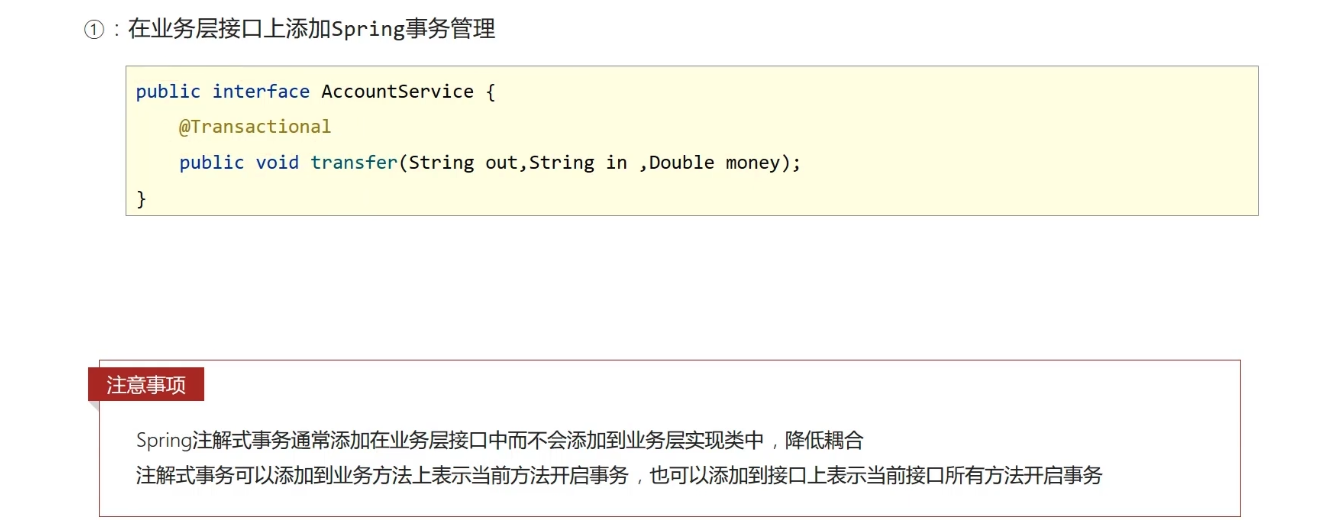 ①：在业务层接口上添加Spring事务管理
public interface AccountService {
@Transactional
public void transfer(String out,String in ,Double money);
}
注意事项
Spring注解式事务通常添加在业务层接口中而不会添加到业务层实现类中，降低耦合
注解式事务可以添加到业务方法上表示当前方法开启事务，也可以添加到接口上表示当前接口所有方法开启事务